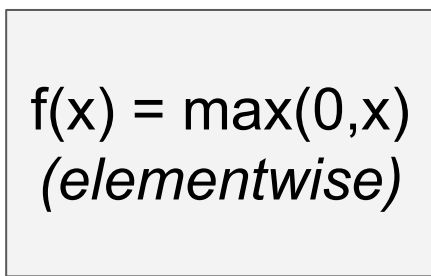 f(x) = max(0,x)
(elementwise)